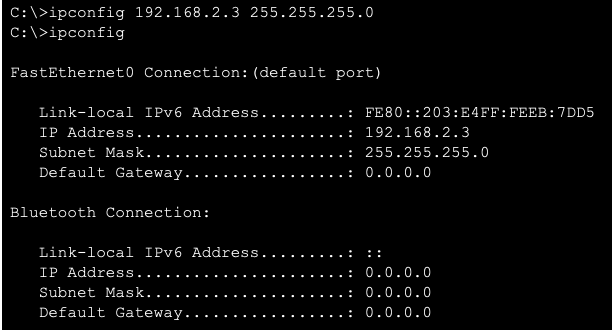 C:\>ipconfig 192.168.2.3 255.255.255.0
C:\>ipconfig
FastEthernet0 Connection:(default port)
Link-local IPv6 Address.........: FE80::203:E4FF:FEEB:7DD5
IP Address......................: 192.168.2.3
Subnet Mask.....................: 255.255.255.0
Default Gateway.................: 0.0.0.0
Bluetooth Connection:
Link-local IPv6 Address.........: ::
IP Address......................: 0.0.0.0
Subnet Mask.....................: 0.0.0.0
Default Gateway.................: 0.0.0.0